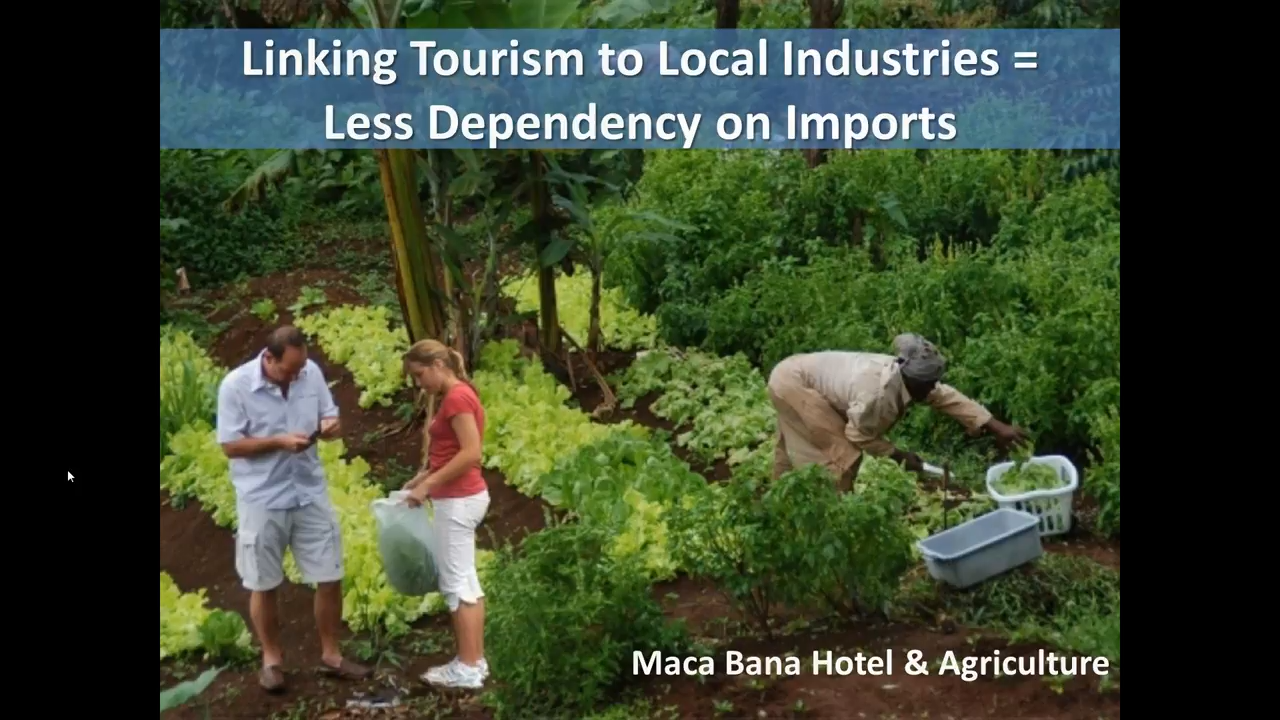 Linking Tourism to Local Industries =
Less Dependency on Imports
Maca Bana Hotel & Agriculture